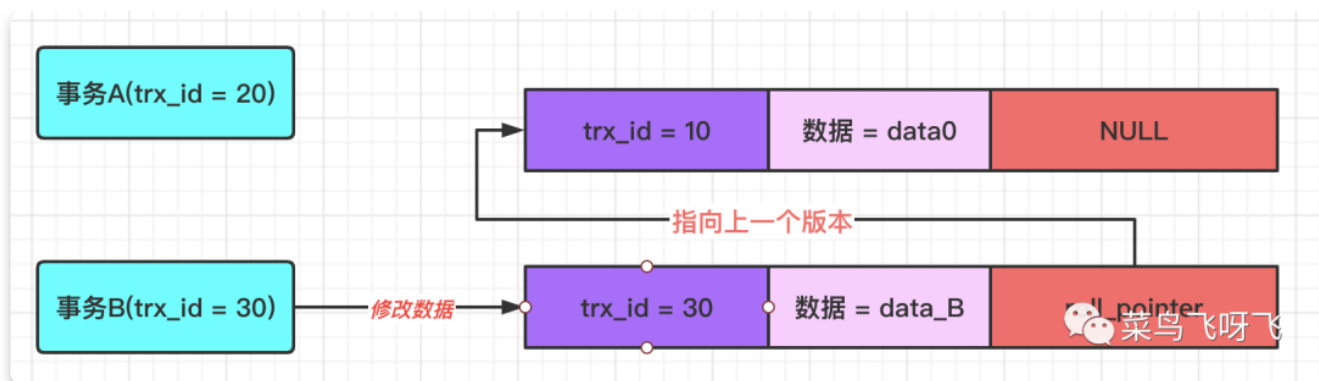 事务A(trx_id = 20)
trx_id = 10
数据 = data0
NULL
指向上一个版本
事务B(trx_id = 30)
修改数据
trx_id = 30
数据 = data_B
roll_pointer
菜鸟飞呀飞